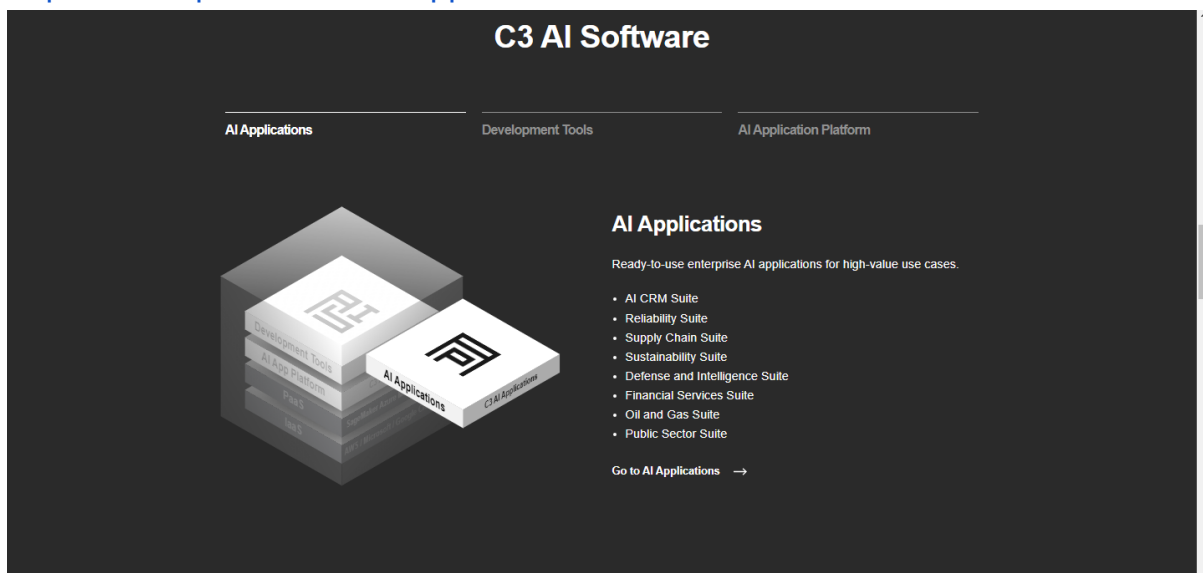 C3 AI Software
AI Applications
Development Tools
AI Application Platform
AI Applications
Ready-to-use enterprise AI applications for high-value use cases.
• AI CRM Suite
• Reliability Suite
• Supply Chain Suite
• Sustainability Suite
• Defense and Intelligence Suite
• Financial Services Suite
• Oil and Gas Suite
• Public Sector Suite
Go to AI Applications →
Development Tools
AI App Platform
PaaS
IaaS
AI Applications
C3 AI Applications